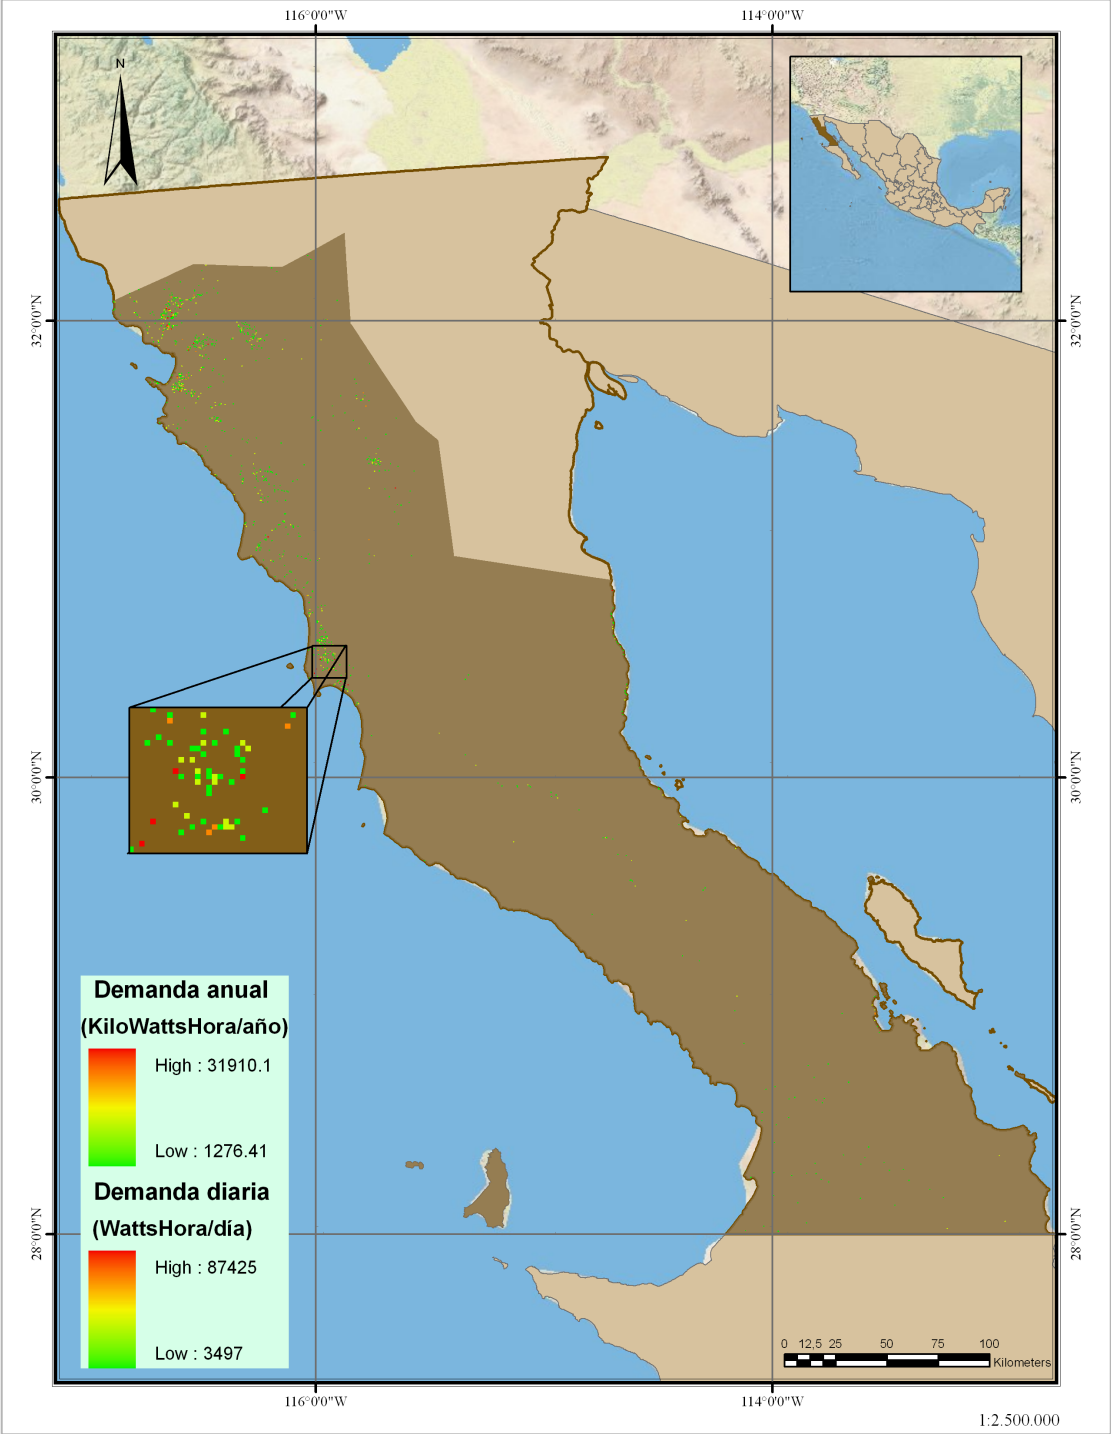 116°0'0"W 114°0'0"W
N
32°0'0"N 32°0'0"N
30°0'0"N 30°0'0"N
Demanda anual
(KiloWattsHora/año)
High : 31910.1
Low : 1276.41
Demanda diaria
(WattsHora/día)
High : 87425
Low : 3497
28°0'0"N 28°0'0"N
0 12,5 25 50 75 100
Kilometers
116°0'0"W 114°0'0"W
1:2.500.000